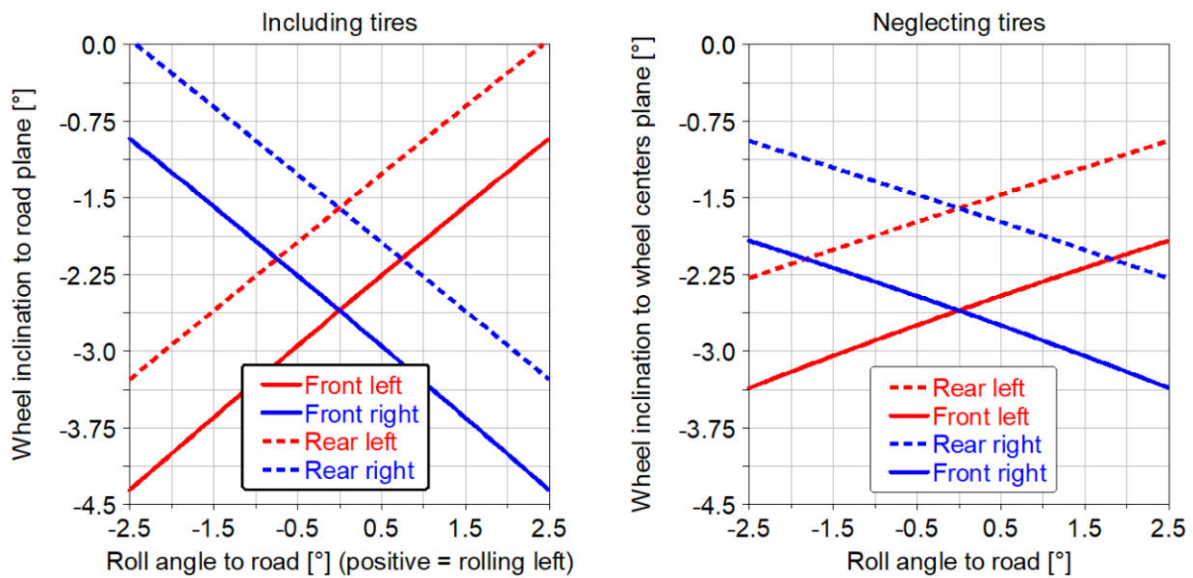 Including tires
Wheel inclination to road plane [°]
0.0
-0.75
-1.5
-2.25
-3.0
-3.75
-4.5
Front left
Front right
Rear left
Rear right
-2.5 -1.5 -0.5 0.5 1.5 2.5
Roll angle to road [°] (positive = rolling left)
Neglecting tires
Wheel inclination to wheel centers plane [°]
0.0
-0.75
-1.5
-2.25
-3.0
-3.75
-4.5
Rear left
Front left
Rear right
Front right
-2.5 -1.5 -0.5 0.5 1.5 2.5
Roll angle to road [°]